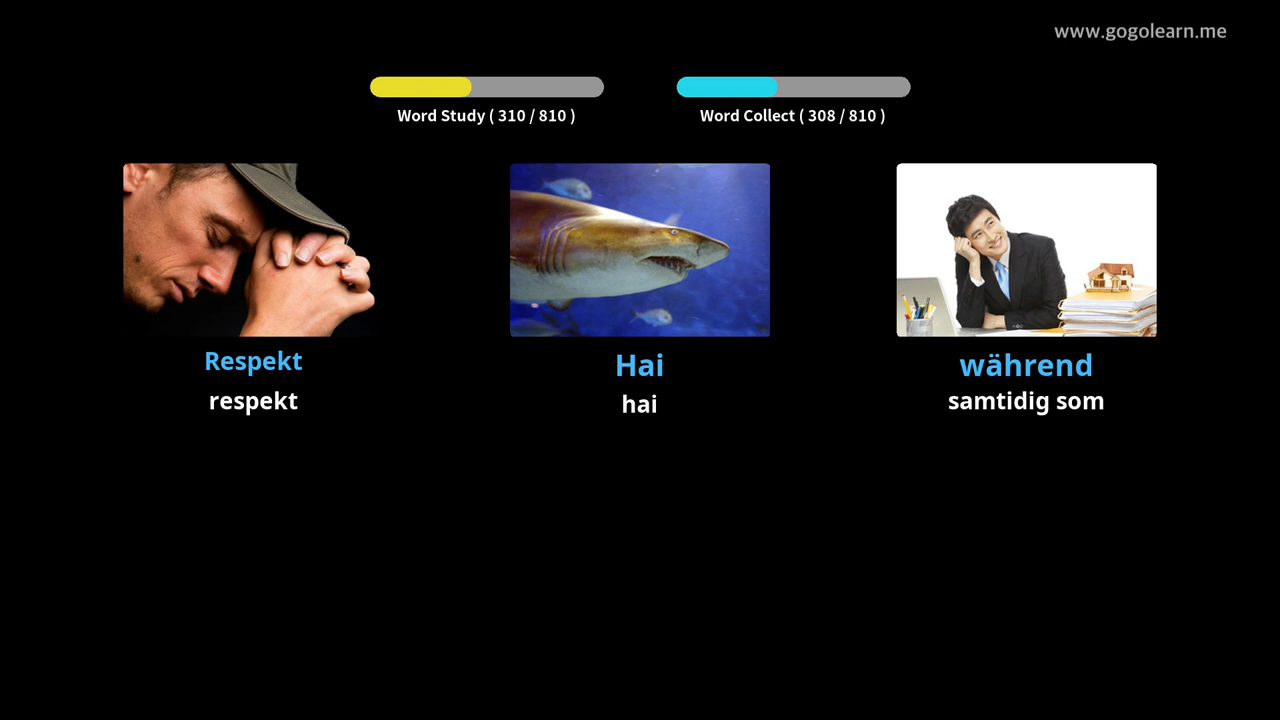 www.gogolearn.me
Word Study ( 310 / 810 )
Word Collect ( 308 / 810 )
Respekt
respekt
Hai
hai
während
samtidig som